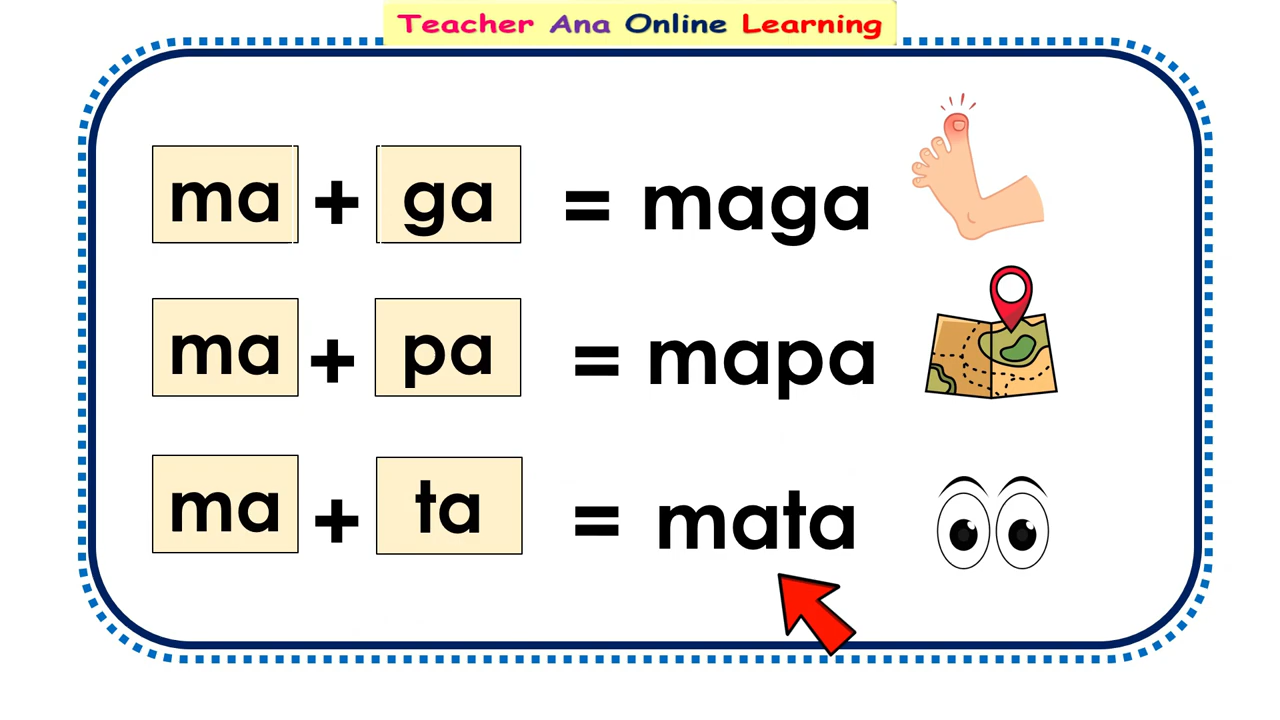 Teacher Ana Online Learning
ma + ga = maga
ma + pa = mapa
ma + ta = mata